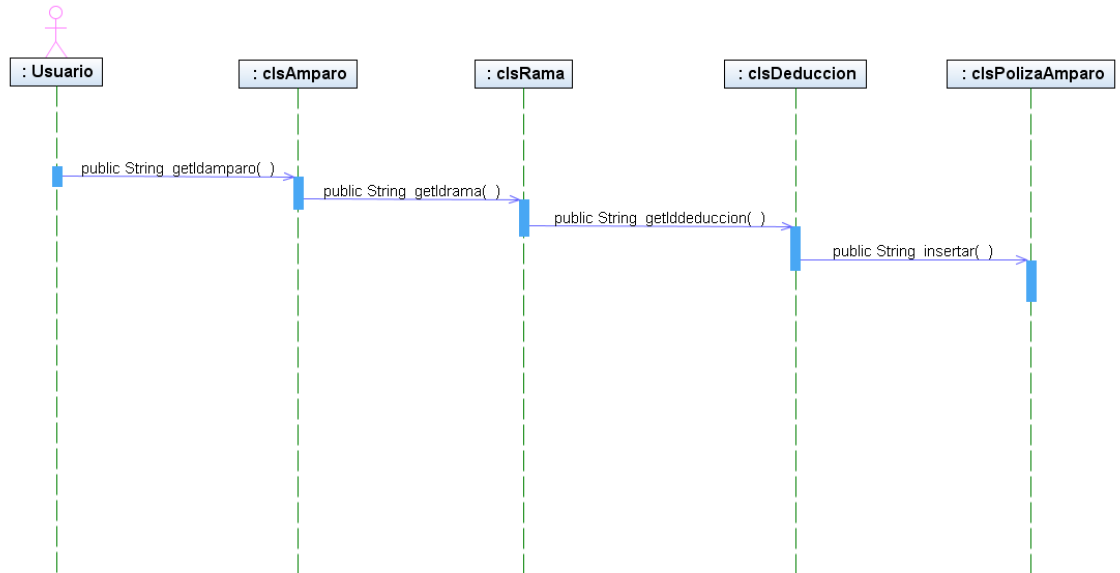 : Usuario
: clsAmparo
: clsRama
: clsDeduccion
: clsPolizaAmparo
public String getIdamparo( )
public String getIdrama( )
public String getIddeduccion( )
public String insertar( )